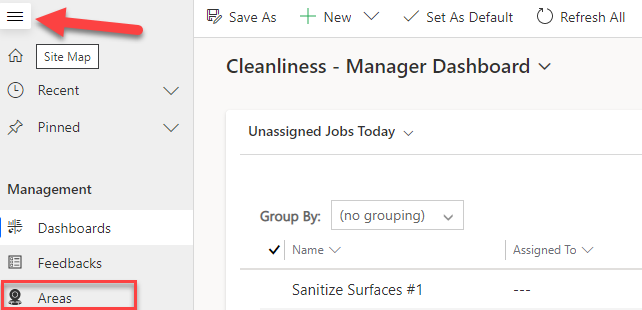 Save As New Set As Default Refresh All
Site Map
Cleanliness - Manager Dashboard
Recent
Pinned
Unassigned Jobs Today
Management
Group By: (no grouping)
Dashboards
Name Assigned To
Feedbacks
Sanitize Surfaces #1 ---
Areas